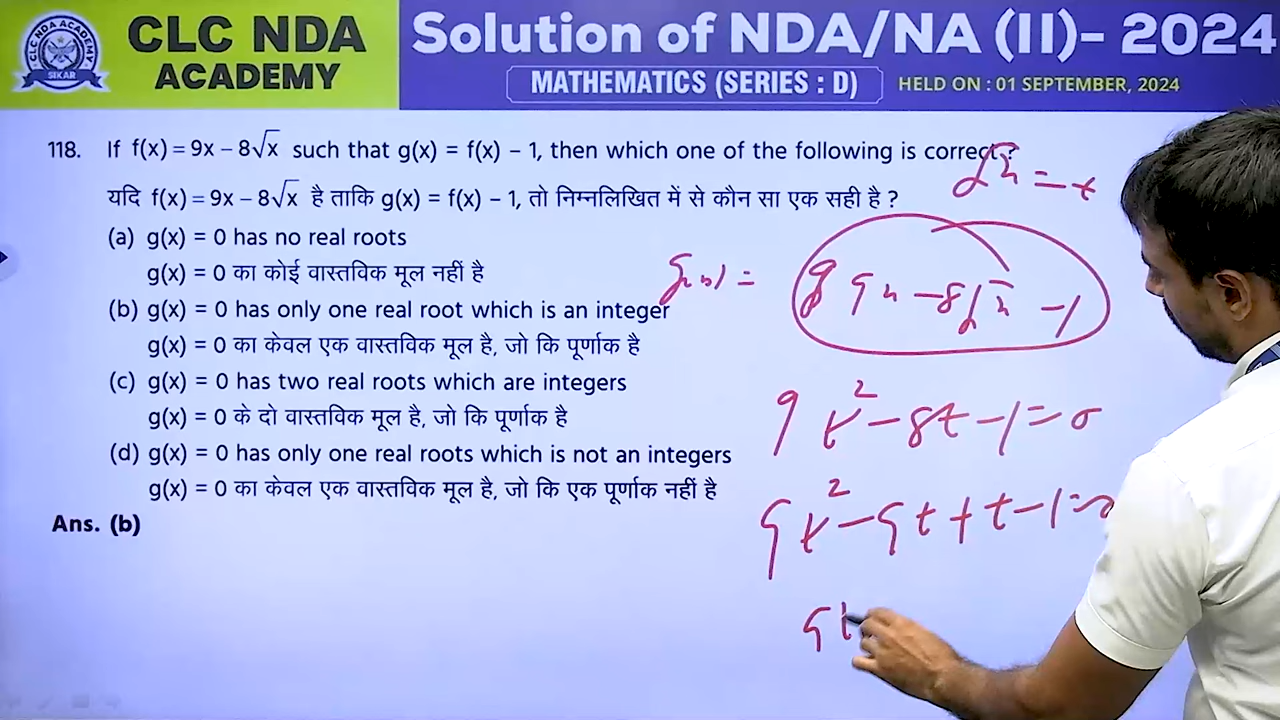 CLC NDA ACADEMY
SIKAR
CLC NDA
ACADEMY
Solution of NDA/NA (II)- 2024
MATHEMATICS (SERIES : D) HELD ON : 01 SEPTEMBER, 2024
118. If f(x) = 9x – 8√x such that g(x) = f(x) – 1, then which one of the following is correct ?
यदि f(x) = 9x – 8√x है ताकि g(x) = f(x) – 1, तो निम्नलिखित में से कौन सा एक सही है ?
(a) g(x) = 0 has no real roots
g(x) = 0 का कोई वास्तविक मूल नहीं है
(b) g(x) = 0 has only one real root which is an integer
g(x) = 0 का केवल एक वास्तविक मूल है, जो कि पूर्णाक है
(c) g(x) = 0 has two real roots which are integers
g(x) = 0 के दो वास्तविक मूल है, जो कि पूर्णाक है
(d) g(x) = 0 has only one real roots which is not an integers
g(x) = 0 का केवल एक वास्तविक मूल है, जो कि एक पूर्णाक नहीं है
Ans. (b)
√x = t
g(x) = 9x – 8√x – 1
9t² – 8t – 1 = 0
9t² – 9t + t – 1 = 0
9t